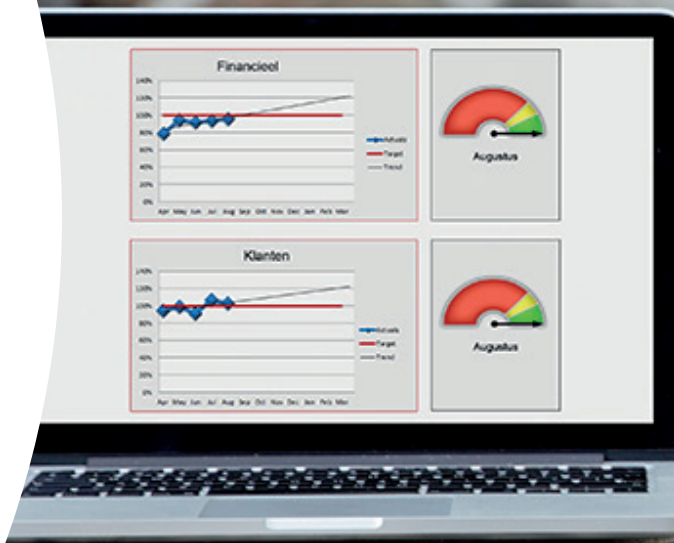 Financieel
140%
120%
100%
80%
60%
40%
20%
0%
Apr May Jun Jul Aug Sep Oct Nov Dec Jan Feb Mar
Actuals
Target
Trend
Augustus
Klanten
140%
120%
100%
80%
60%
40%
20%
0%
Apr May Jun Jul Aug Sep Oct Nov Dec Jan Feb Mar
Actuals
Target
Trend
Augustus